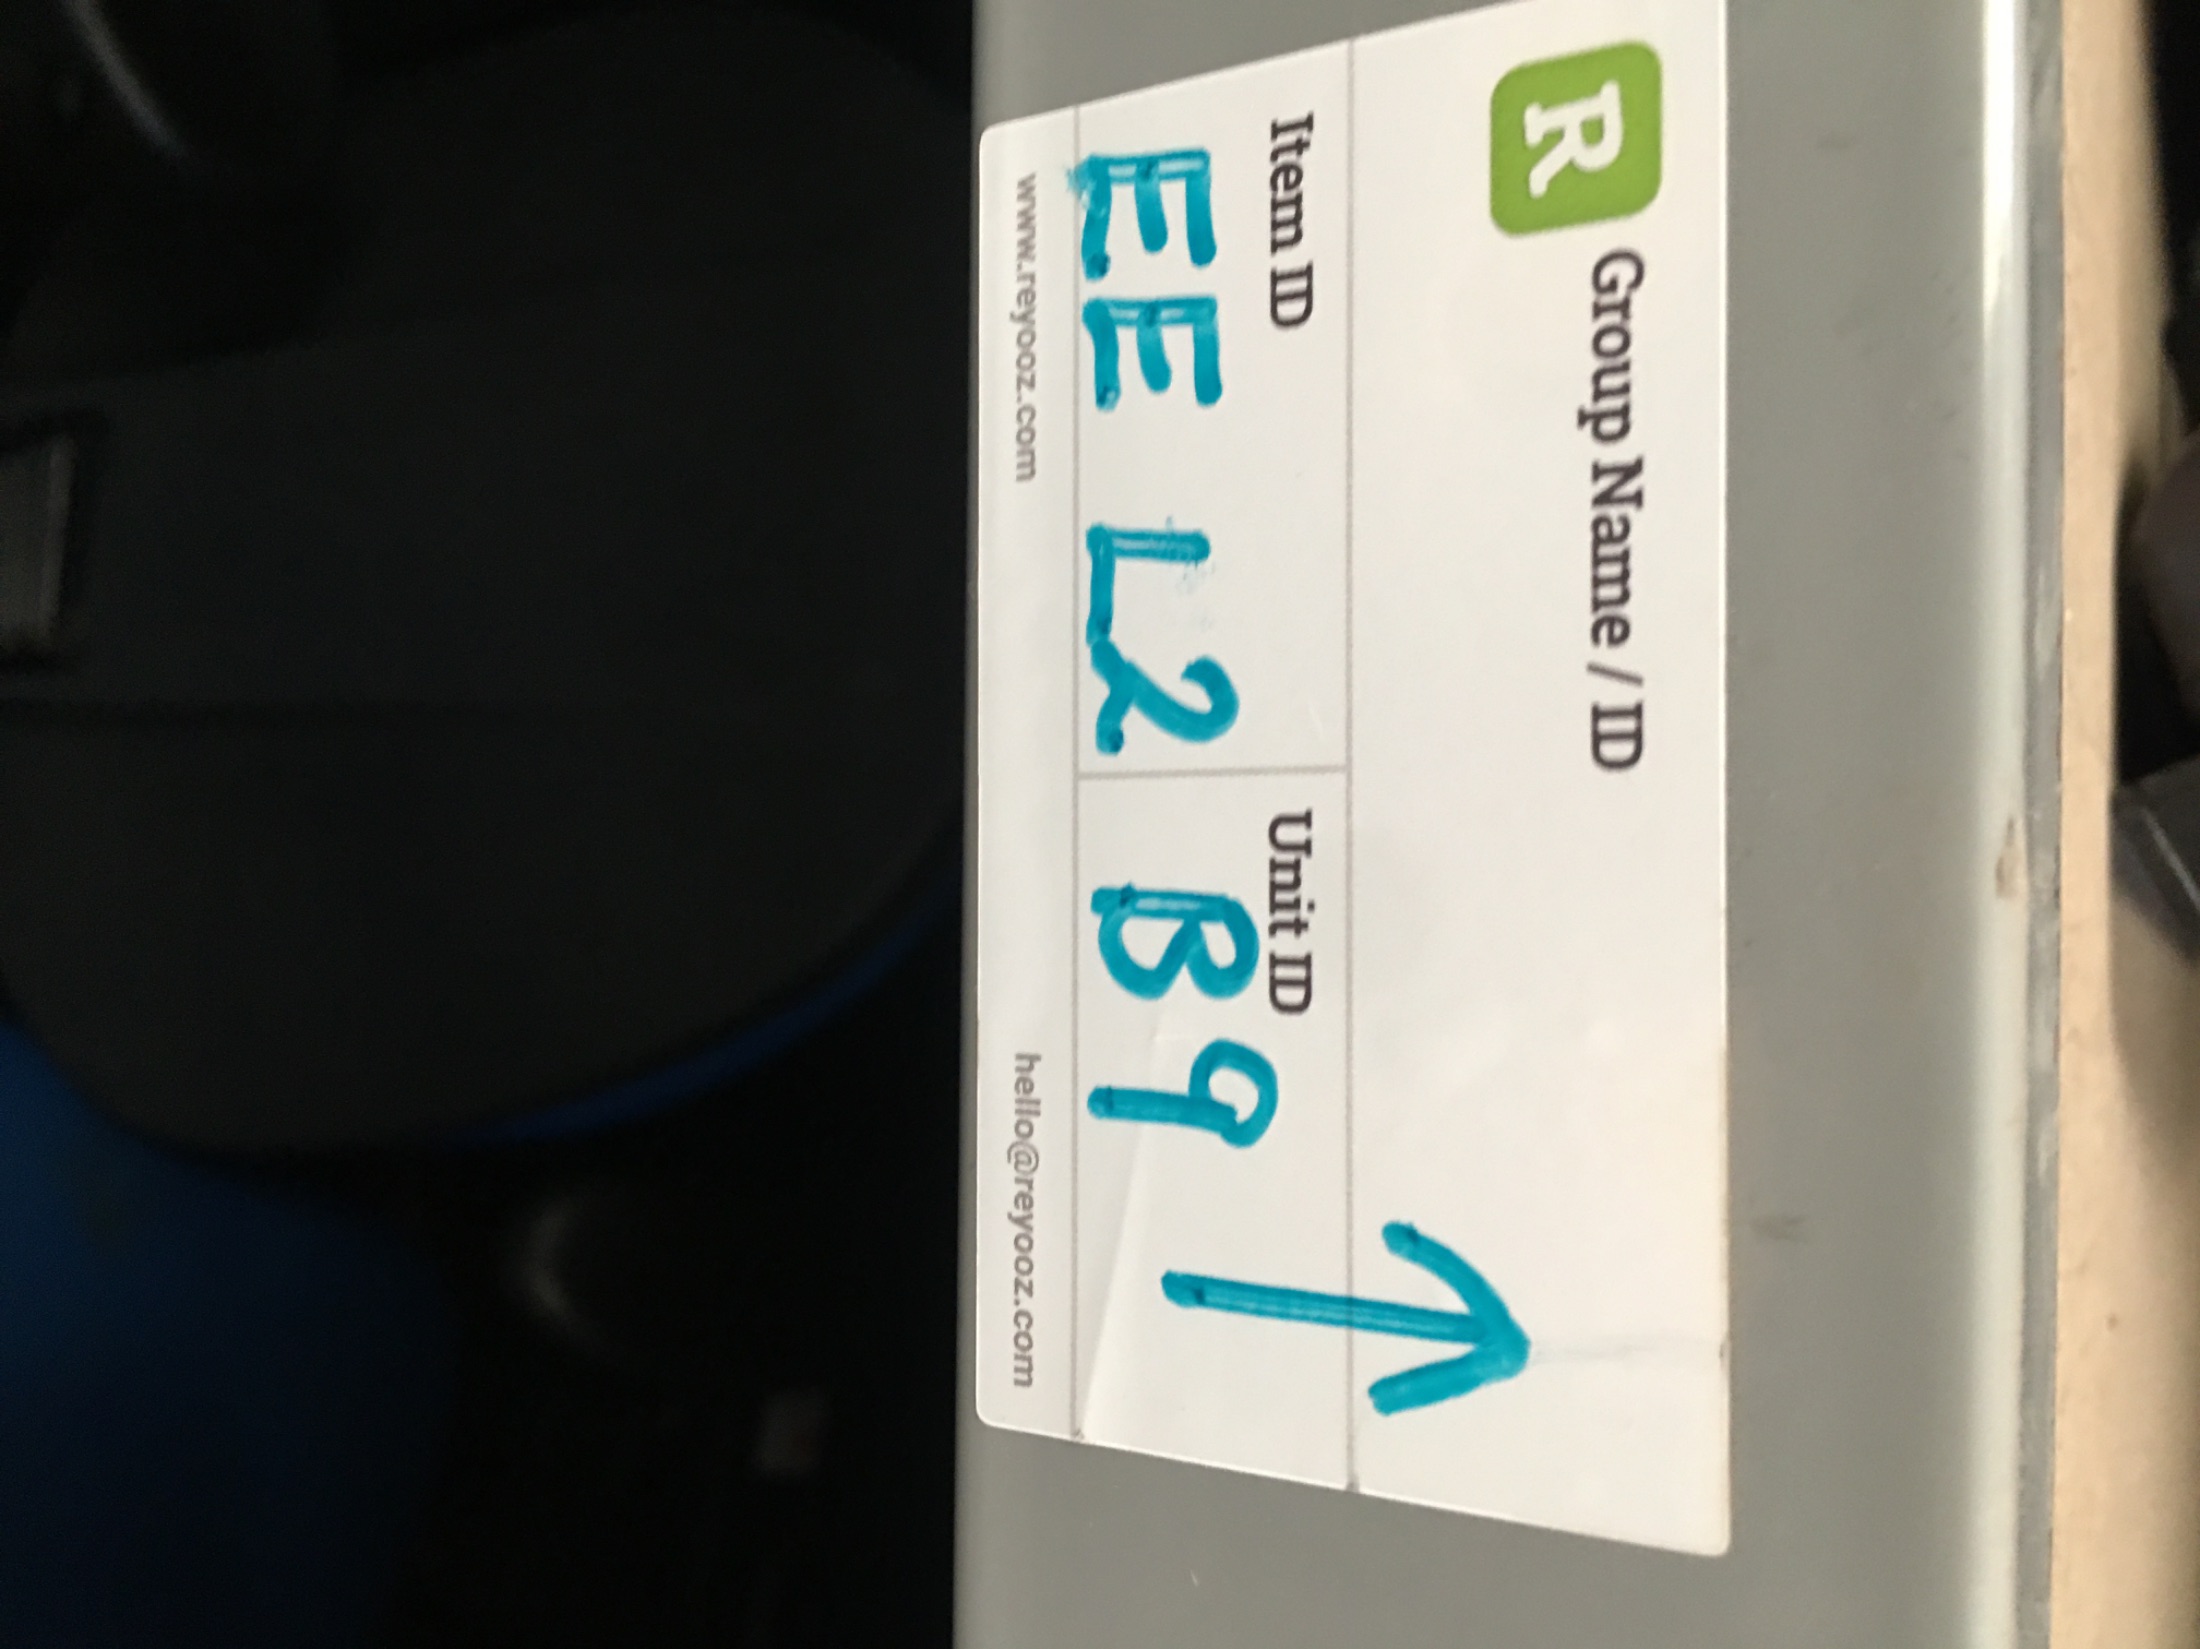 R Group Name / ID
Item ID Unit ID
EE L2 B9 ↑
www.reyooz.com hello@reyooz.com